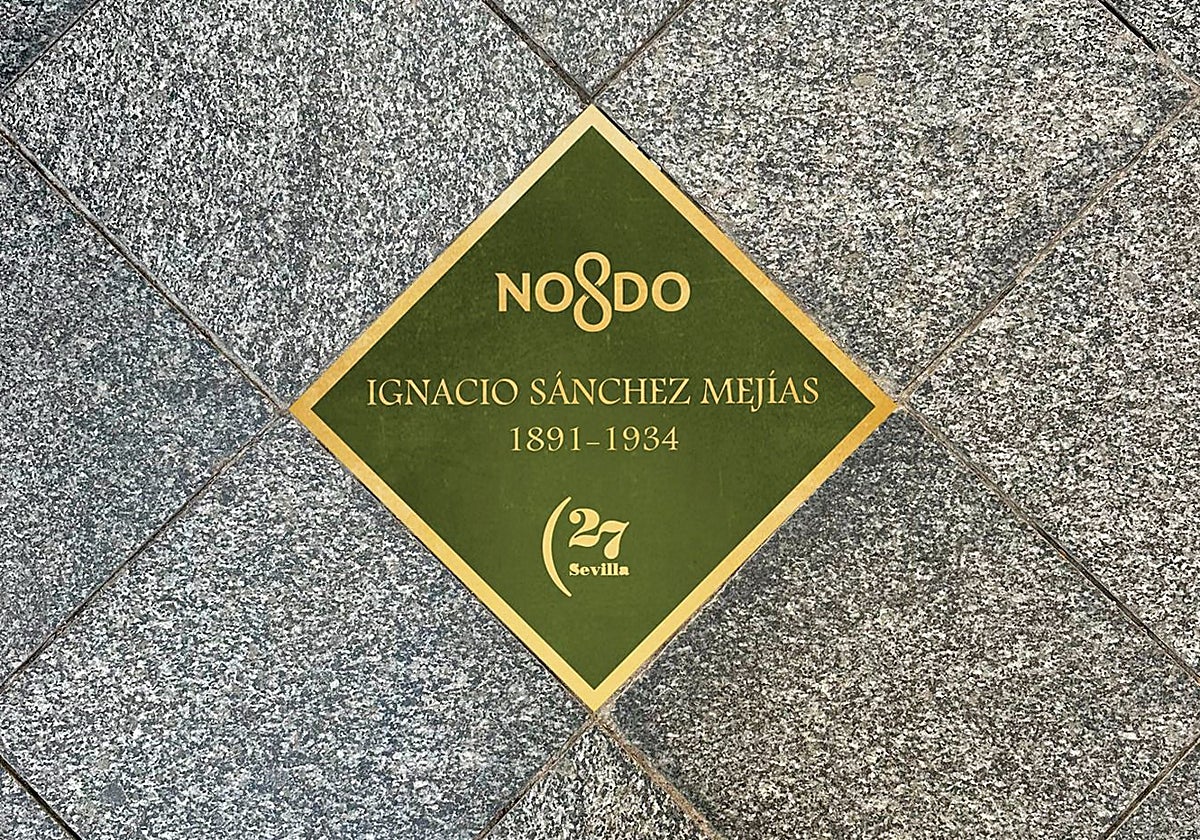 NO8DO
IGNACIO SÁNCHEZ MEJÍAS
1891-1934
(27
Sevilla